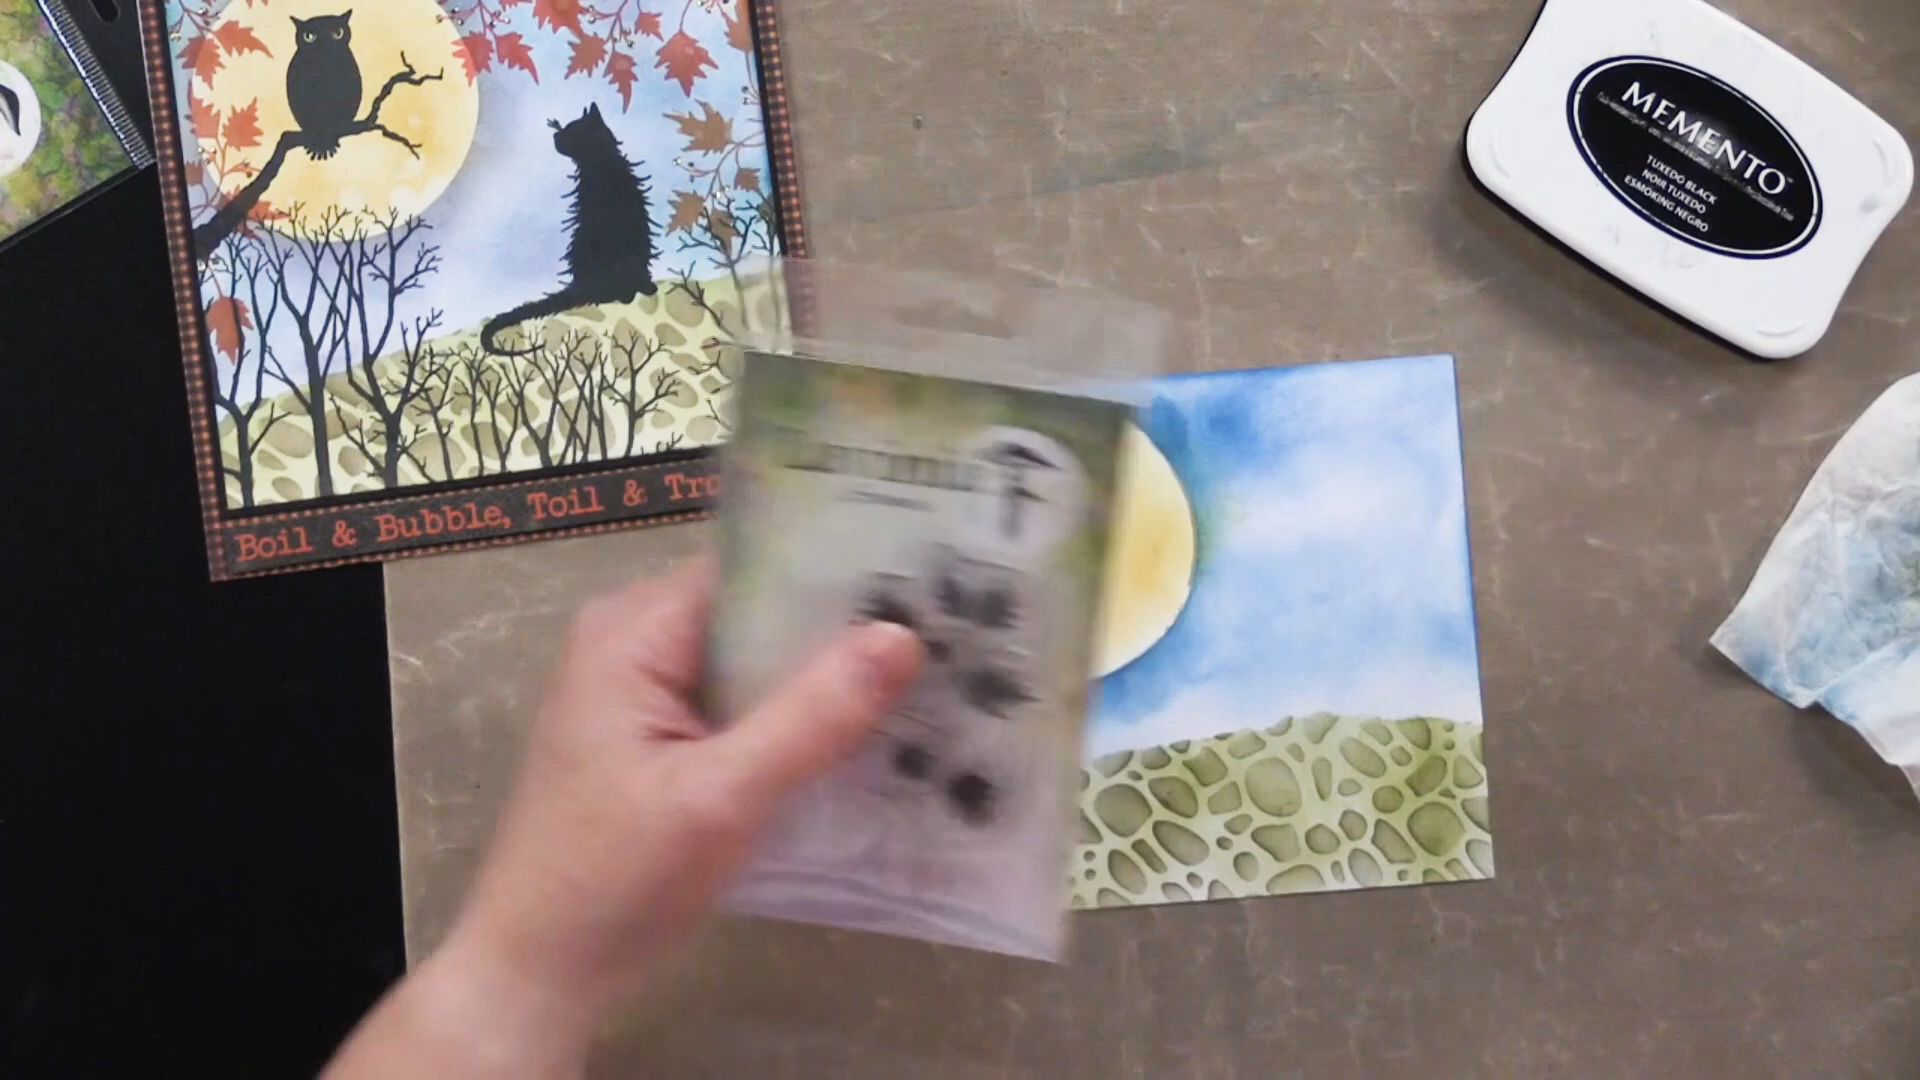 MEMENTO
TUXEDO BLACK
NOIR TUXEDO
ESMOKING NEGRO
Boil & Bubble, Toil & Tro